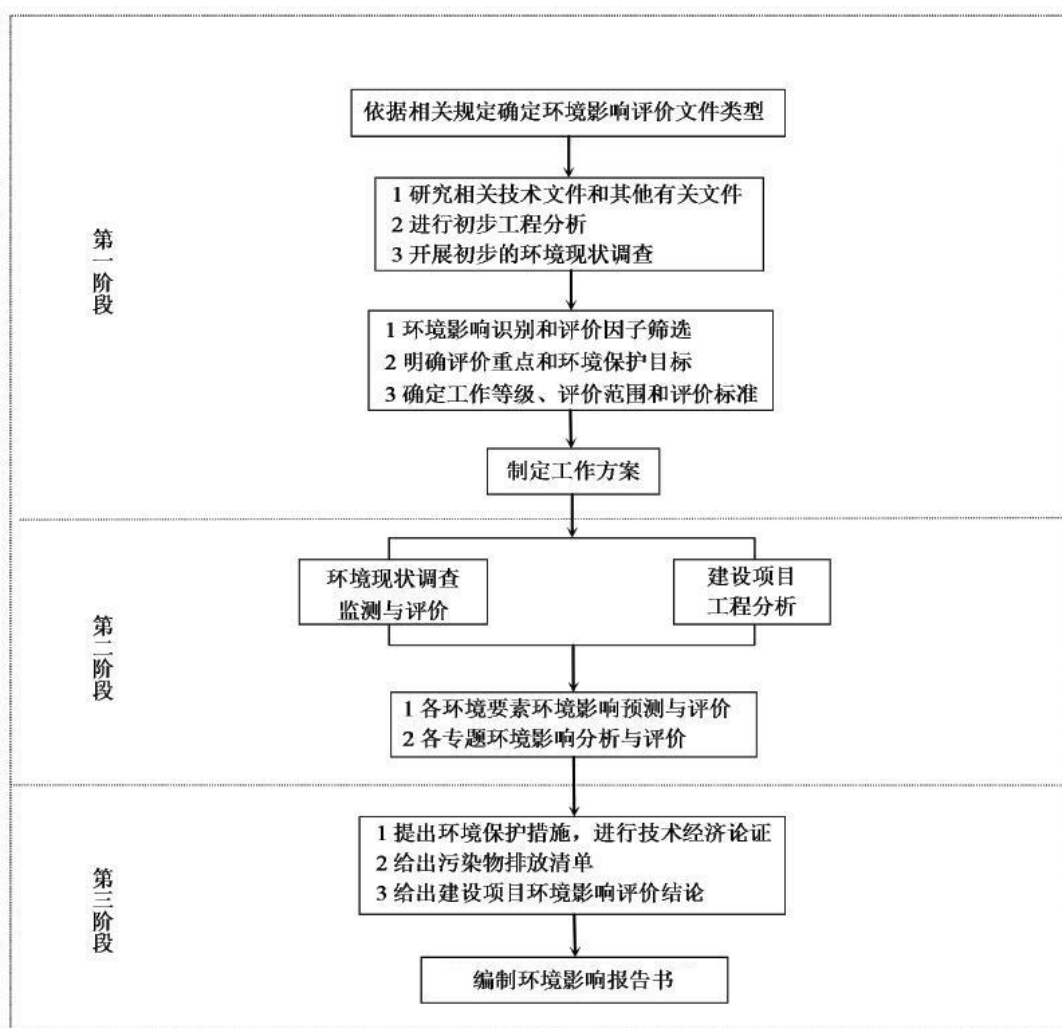 依据相关规定确定环境影响评价文件类型
1 研究相关技术文件和其他有关文件
2 进行初步工程分析
3 开展初步的环境现状调查
第一阶段
1 环境影响识别和评价因子筛选
2 明确评价重点和环境保护目标
3 确定工作等级、评价范围和评价标准
制定工作方案
环境现状调查
监测与评价
建设项目
工程分析
第二阶段
1 各环境要素环境影响预测与评价
2 各专题环境影响分析与评价
1 提出环境保护措施，进行技术经济论证
2 给出污染物排放清单
3 给出建设项目环境影响评价结论
第三阶段
编制环境影响报告书